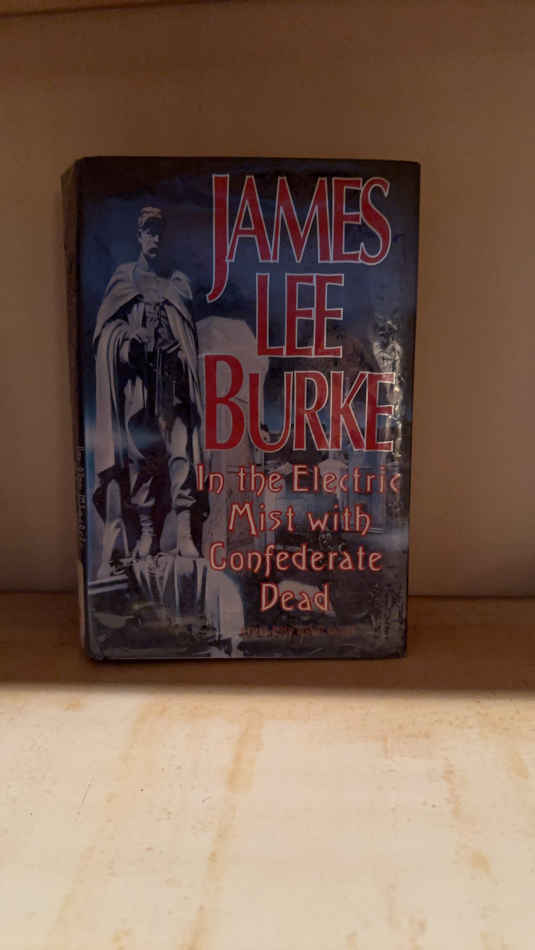 JAMES
LEE
BURKE
In the Electric
Mist with
Confederate
Dead